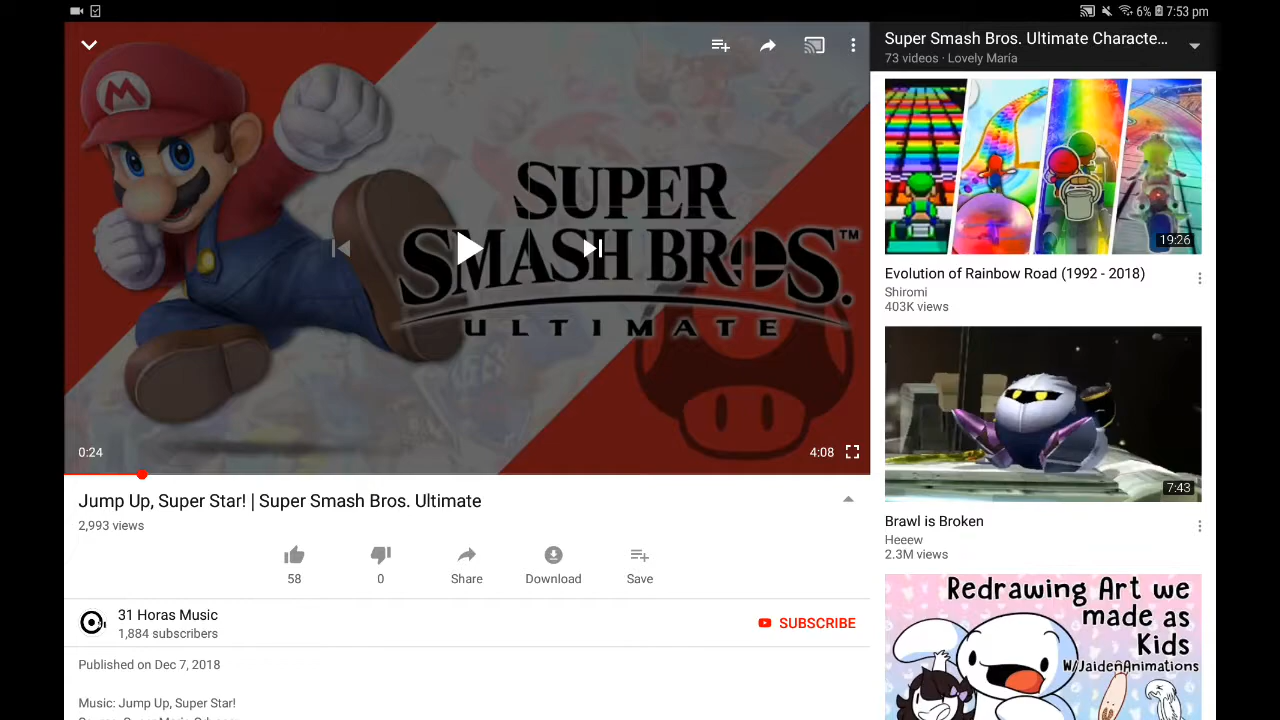 6% 7:53 pm
Super Smash Bros. Ultimate Characte...
73 videos · Lovely María
M
SUPER
SMASH BROS.™
ULTIMATE
0:24
4:08
19:26
Evolution of Rainbow Road (1992 - 2018)
Shiromi
403K views
7:43
Brawl is Broken
Heeew
2.3M views
Redrawing Art we
made as
Kids
W/JaidenAnimations
Jump Up, Super Star! | Super Smash Bros. Ultimate
2,993 views
58
0
Share
Download
Save
31 Horas Music
1,884 subscribers
SUBSCRIBE
Published on Dec 7, 2018
Music: Jump Up, Super Star!